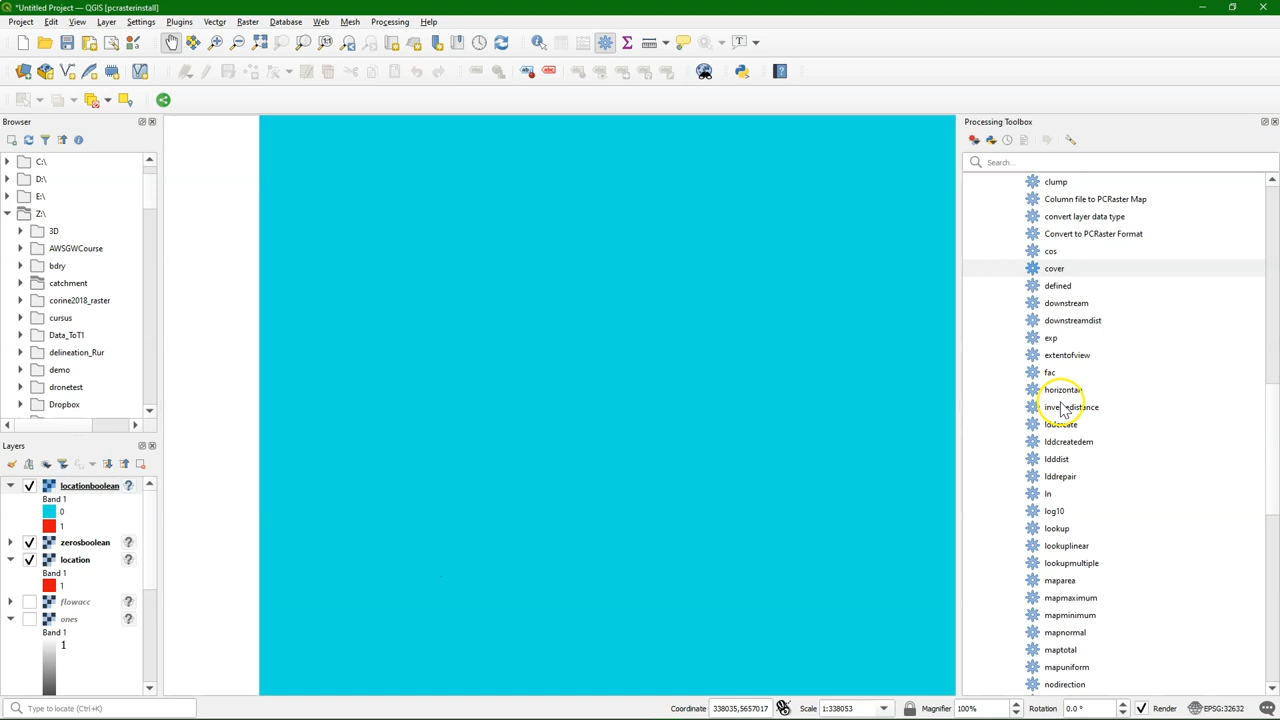 *Untitled Project — QGIS [pcrasterinstall]
Project Edit View Layer Settings Plugins Vector Raster Database Web Mesh Processing Help
Browser
C:\
D:\
E:\
Z:\
3D
AWSGWCourse
bdry
catchment
corine2018_raster
cursus
Data_ToT1
delineation_Rur
demo
dronetest
Dropbox
Layers
locationboolean
Band 1
0
1
zerosboolean
location
Band 1
1
flowacc
ones
Band 1
1
Processing Toolbox
Search...
clump
Column file to PCRaster Map
convert layer data type
Convert to PCRaster Format
cos
cover
defined
downstream
downstreamdist
exp
extentofview
fac
horizontan
inversedistance
lddcreate
lddcreatedem
ldddist
lddrepair
ln
log10
lookup
lookuplinear
lookupmultiple
maparea
mapmaximum
mapminimum
mapnormal
maptotal
mapuniform
nodirection
Type to locate (Ctrl+K)
Coordinate 338035,5657017 Scale 1:338053 Magnifier 100% Rotation 0.0 ° Render EPSG:32632